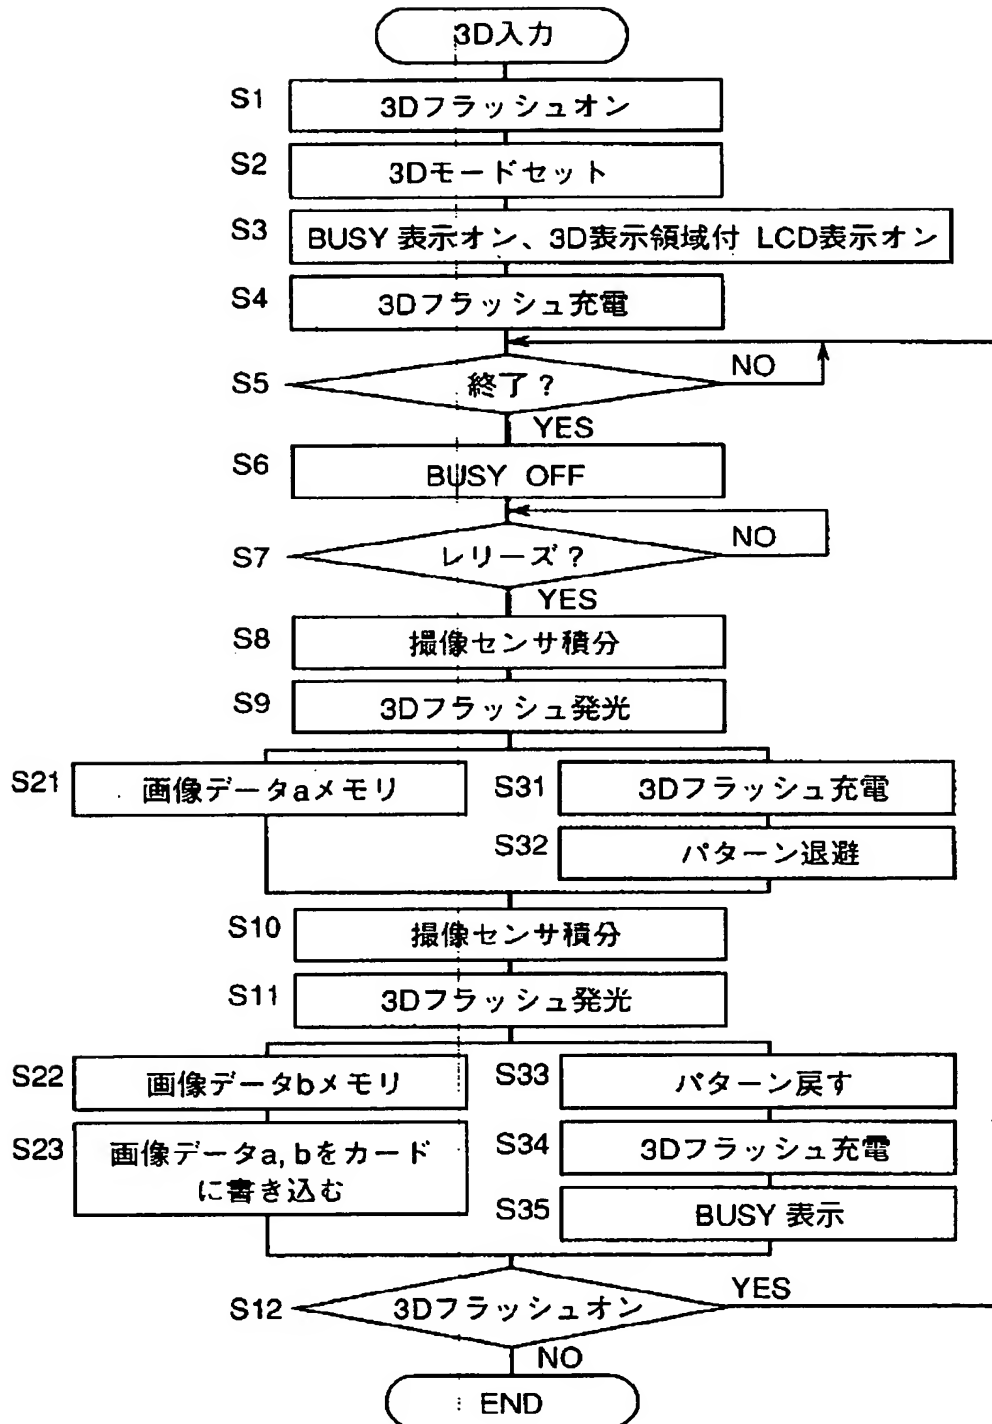 3D入力
S1
3Dフラッシュオン
S2
3Dモードセット
S3
BUSY 表示オン、3D表示領域付 LCD表示オン
S4
3Dフラッシュ充電
S5
終了？
NO
YES
S6
BUSY OFF
S7
レリーズ？
NO
YES
S8
撮像センサ積分
S9
3Dフラッシュ発光
S21
画像データaメモリ
S31
3Dフラッシュ充電
S32
パターン退避
S10
撮像センサ積分
S11
3Dフラッシュ発光
S22
画像データbメモリ
S33
パターン戻す
S23
画像データa, bをカード
に書き込む
S34
3Dフラッシュ充電
S35
BUSY 表示
S12
3Dフラッシュオン
YES
NO
END